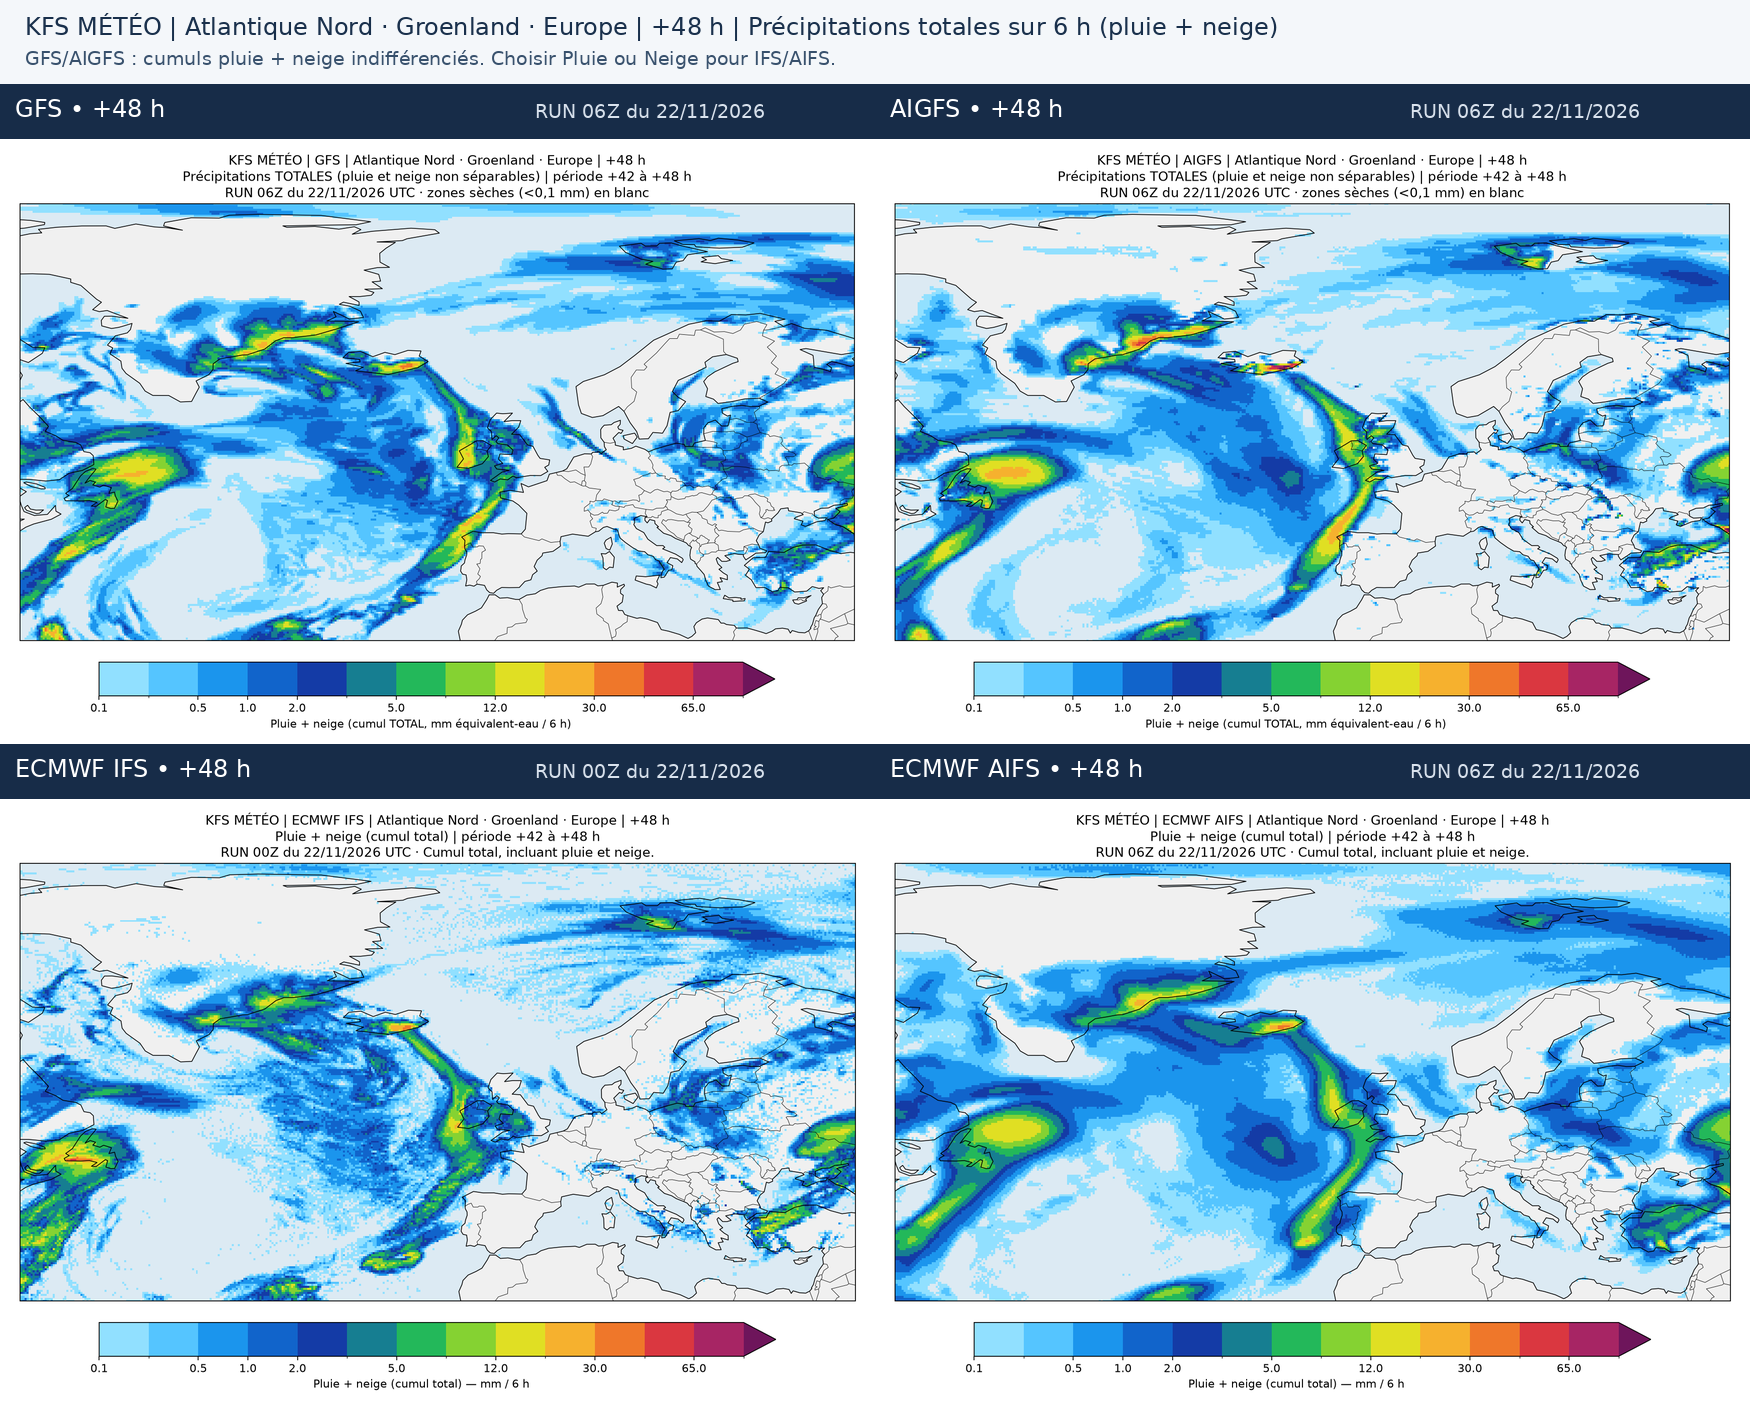 KFS MÉTÉO | Atlantique Nord · Groenland · Europe | +48 h | Précipitations totales sur 6 h (pluie + neige)
GFS/AIGFS : cumuls pluie + neige indifférenciés. Choisir Pluie ou Neige pour IFS/AIFS.
GFS • +48 h RUN 06Z du 22/11/2026
KFS MÉTÉO | GFS | Atlantique Nord · Groenland · Europe | +48 h
Précipitations TOTALES (pluie et neige non séparables) | période +42 à +48 h
RUN 06Z du 22/11/2026 UTC · zones sèches (<0,1 mm) en blanc
0.1 0.5 1.0 2.0 5.0 12.0 30.0 65.0
Pluie + neige (cumul TOTAL, mm équivalent-eau / 6 h)
AIGFS • +48 h RUN 06Z du 22/11/2026
KFS MÉTÉO | AIGFS | Atlantique Nord · Groenland · Europe | +48 h
Précipitations TOTALES (pluie et neige non séparables) | période +42 à +48 h
RUN 06Z du 22/11/2026 UTC · zones sèches (<0,1 mm) en blanc
0.1 0.5 1.0 2.0 5.0 12.0 30.0 65.0
Pluie + neige (cumul TOTAL, mm équivalent-eau / 6 h)
ECMWF IFS • +48 h RUN 00Z du 22/11/2026
KFS MÉTÉO | ECMWF IFS | Atlantique Nord · Groenland · Europe | +48 h
Pluie + neige (cumul total) | période +42 à +48 h
RUN 00Z du 22/11/2026 UTC · Cumul total, incluant pluie et neige.
0.1 0.5 1.0 2.0 5.0 12.0 30.0 65.0
Pluie + neige (cumul total) — mm / 6 h
ECMWF AIFS • +48 h RUN 06Z du 22/11/2026
KFS MÉTÉO | ECMWF AIFS | Atlantique Nord · Groenland · Europe | +48 h
Pluie + neige (cumul total) | période +42 à +48 h
RUN 06Z du 22/11/2026 UTC · Cumul total, incluant pluie et neige.
0.1 0.5 1.0 2.0 5.0 12.0 30.0 65.0
Pluie + neige (cumul total) — mm / 6 h